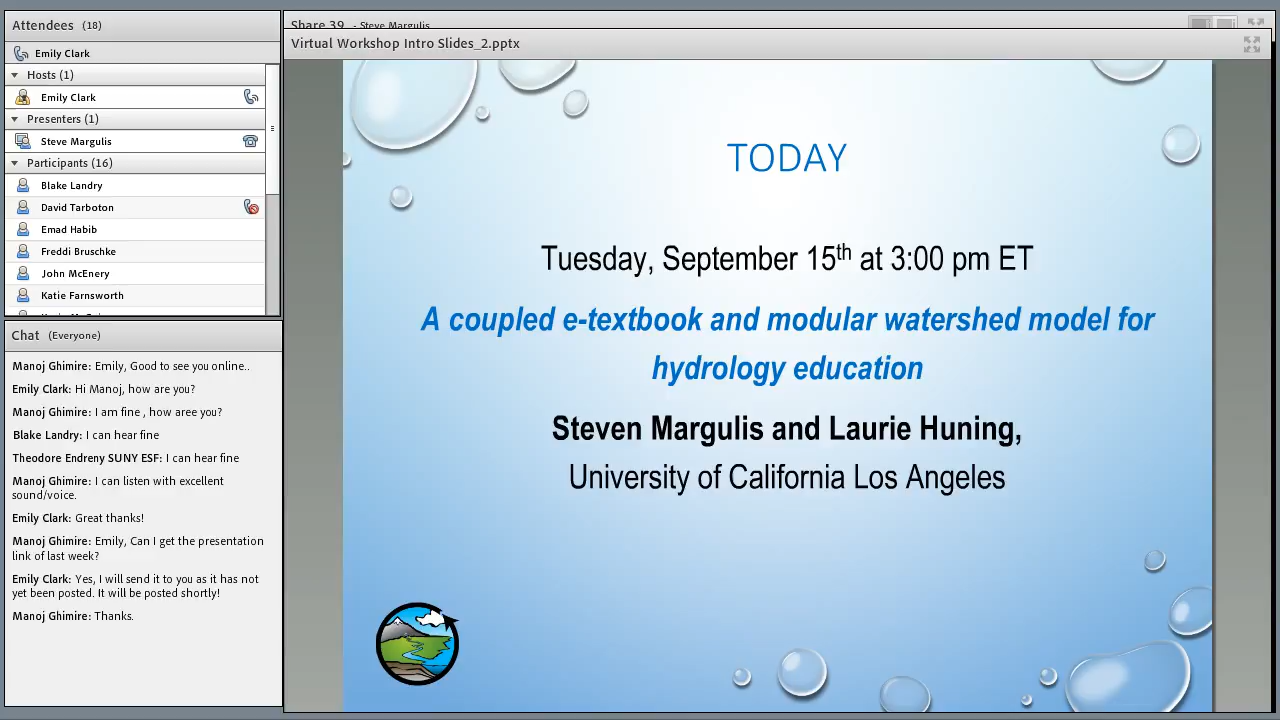 Attendees (18)
Emily Clark
Hosts (1)
Emily Clark
Presenters (1)
Steve Margulis
Participants (16)
Blake Landry
David Tarboton
Emad Habib
Freddi Bruschke
John McEnery
Katie Farnsworth
Chat (Everyone)
Manoj Ghimire: Emily, Good to see you online..
Emily Clark: Hi Manoj, how are you?
Manoj Ghimire: I am fine , how aree you?
Blake Landry: I can hear fine
Theodore Endreny SUNY ESF: I can hear fine
Manoj Ghimire: I can listen with excellent
sound/voice.
Emily Clark: Great thanks!
Manoj Ghimire: Emily, Can I get the presentation
link of last week?
Emily Clark: Yes, I will send it to you as it has not
yet been posted. It will be posted shortly!
Manoj Ghimire: Thanks.
Share 39 - Steve Margulis
Virtual Workshop Intro Slides_2.pptx
TODAY
Tuesday, September 15th at 3:00 pm ET
A coupled e-textbook and modular watershed model for
hydrology education
Steven Margulis and Laurie Huning,
University of California Los Angeles